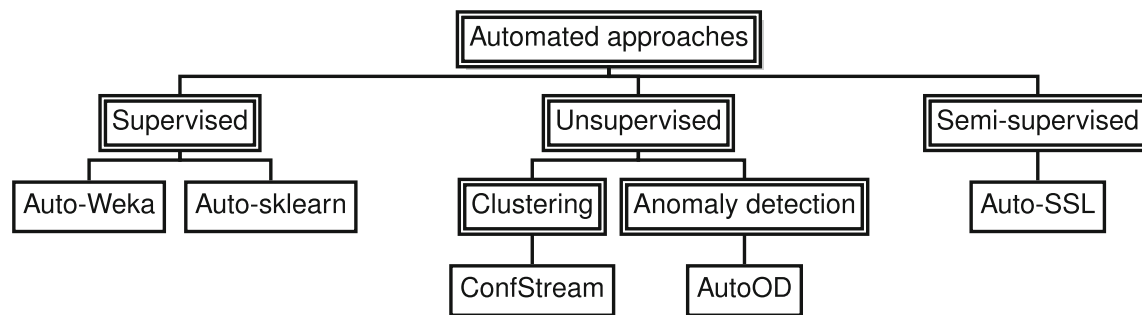 Automated approaches
Supervised
Unsupervised
Semi-supervised
Auto-Weka
Auto-sklearn
Clustering
Anomaly detection
Auto-SSL
ConfStream
AutoOD